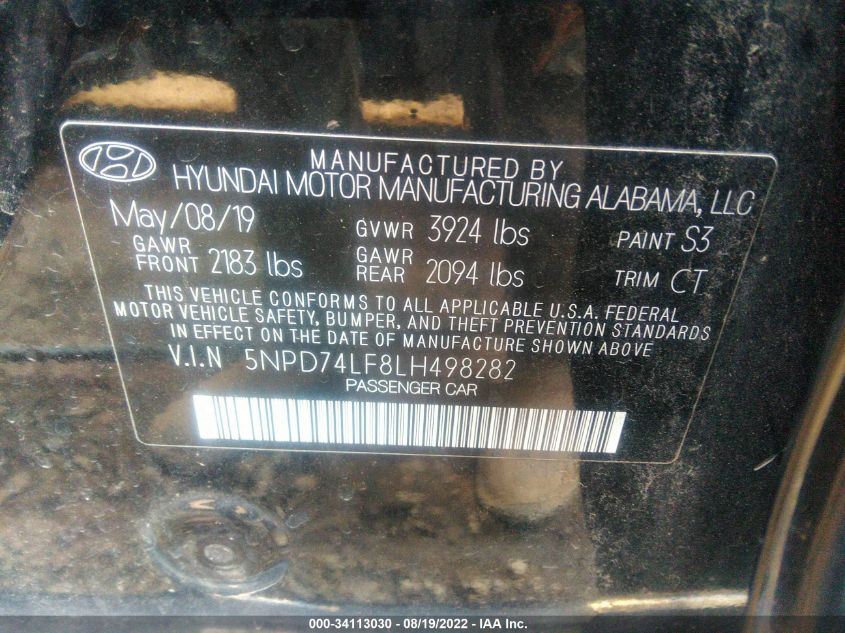 MANUFACTURED BY
HYUNDAI MOTOR MANUFACTURING ALABAMA, LLC
May/08/19 GVWR 3924 lbs PAINT S3
GAWR FRONT 2183 lbs GAWR REAR 2094 lbs TRIM CT
THIS VEHICLE CONFORMS TO ALL APPLICABLE U.S.A. FEDERAL
MOTOR VEHICLE SAFETY, BUMPER, AND THEFT PREVENTION STANDARDS
IN EFFECT ON THE DATE OF MANUFACTURE SHOWN ABOVE
V.I.N 5NPD74LF8LH498282
PASSENGER CAR
000-34113030 - 08/19/2022 - IAA Inc.